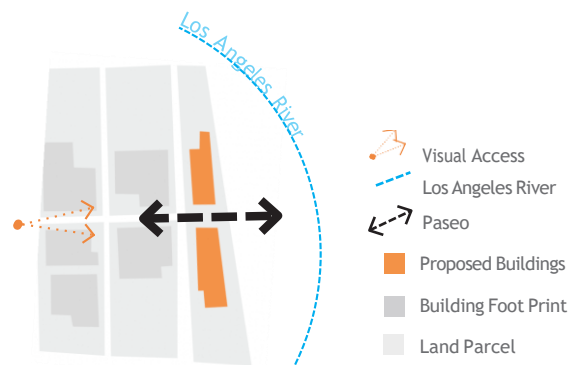 Los Angeles River
Visual Access
Los Angeles River
Paseo
Proposed Buildings
Building Foot Print
Land Parcel